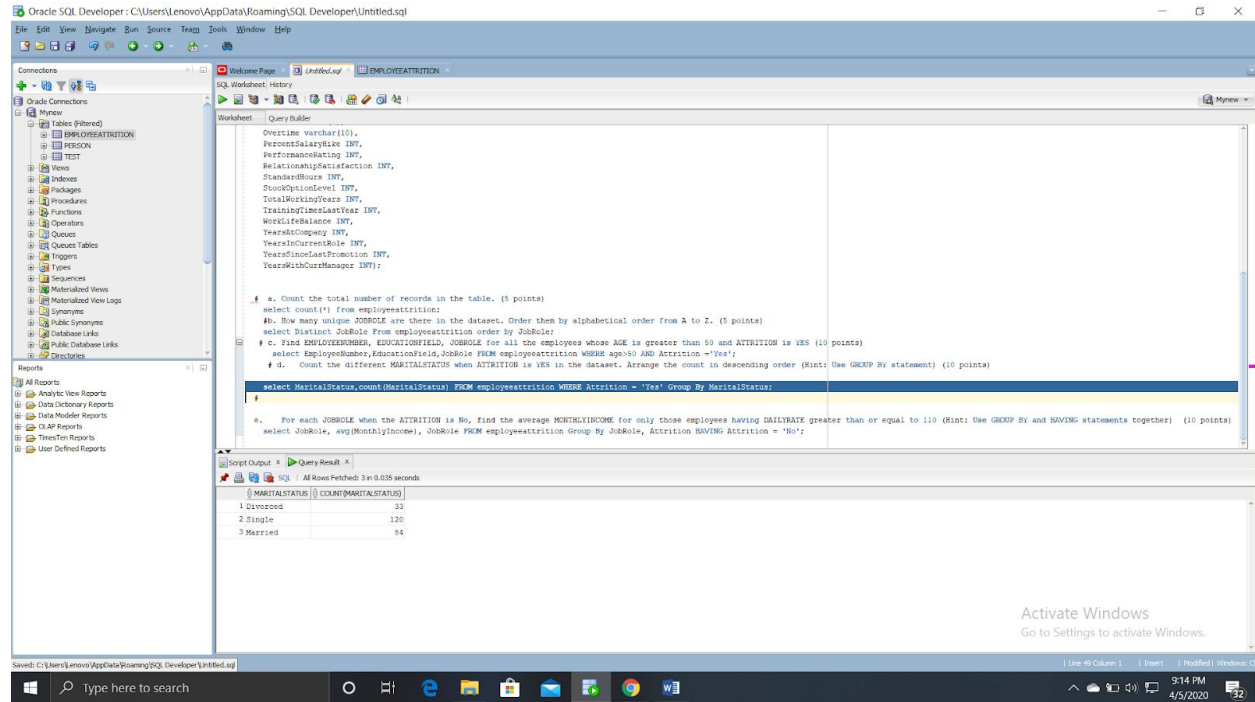 Oracle SQL Developer : C:\Users\Lenovo\AppData\Roaming\SQL Developer\Untitled.sql
File Edit View Navigate Run Source Team Tools Window Help
Connections
Oracle Connections
Mynew
Tables (Filtered)
EMPLOYEEATTRITION
PERSON
TEST
Views
Indexes
Packages
Procedures
Functions
Operators
Queues
Queues Tables
Triggers
Types
Sequences
Materialized Views
Materialized View Logs
Synonyms
Public Synonyms
Database Links
Public Database Links
Directories
Reports
All Reports
Analytic View Reports
Data Dictionary Reports
Data Modeler Reports
OLAP Reports
TimesTen Reports
User Defined Reports
Welcome Page Untitled.sql EMPLOYEEATTRITION
SQL Worksheet History
Mynew
Worksheet Query Builder
Overtime varchar(10),
PercentSalaryHike INT,
PerformanceRating INT,
RelationshipSatisfaction INT,
StandardHours INT,
StockOptionLevel INT,
TotalWorkingYears INT,
TrainingTimesLastYear INT,
WorkLifeBalance INT,
YearsAtCompany INT,
YearsInCurrentRole INT,
YearsSinceLastPromotion INT,
YearsWithCurrManager INT);
# a. Count the total number of records in the table. (5 points)
select count(*) from employeeattrition;
#b. How many unique JOBROLE are there in the dataset. Order them by alphabetical order from A to Z. (5 points)
select Distinct JobRole From employeeattrition order by JobRole;
# c. Find EMPLOYEENUMBER, EDUCATIONFIELD, JOBROLE for all the employees whose AGE is greater than 50 and ATTRITION is YES (10 points)
select EmployeeNumber,EducationField,JobRole FROM employeeattrition WHERE age>50 AND Attrition ='Yes';
# d. Count the different MARITALSTATUS when ATTRITION is YES in the dataset. Arrange the count in descending order (Hint: Use GROUP BY statement) (10 points)
select MaritalStatus,count(MaritalStatus) FROM employeeattrition WHERE Attrition = 'Yes' Group By MaritalStatus;
#
e. For each JOBROLE when the ATTRITION is No, find the average MONTHLYINCOME for only those employees having DAILYRATE greater than or equal to 110 (Hint: Use GROUP BY and HAVING statements together) (10 points)
select JobRole, avg(MonthlyIncome), JobRole FROM employeeattrition Group By JobRole, Attrition HAVING Attrition = 'No';
Script Output × Query Result ×
SQL | All Rows Fetched: 3 in 0.035 seconds
MARITALSTATUS COUNT(MARITALSTATUS)
1 Divorced 33
2 Single 120
3 Married 84
Activate Windows
Go to Settings to activate Windows.
Saved: C:\Users\Lenovo\AppData\Roaming\SQL Developer\Untitled.sql
| Line 49 Column 1 | Insert | Modified | Windows: C
Type here to search
9:14 PM
4/5/2020
32